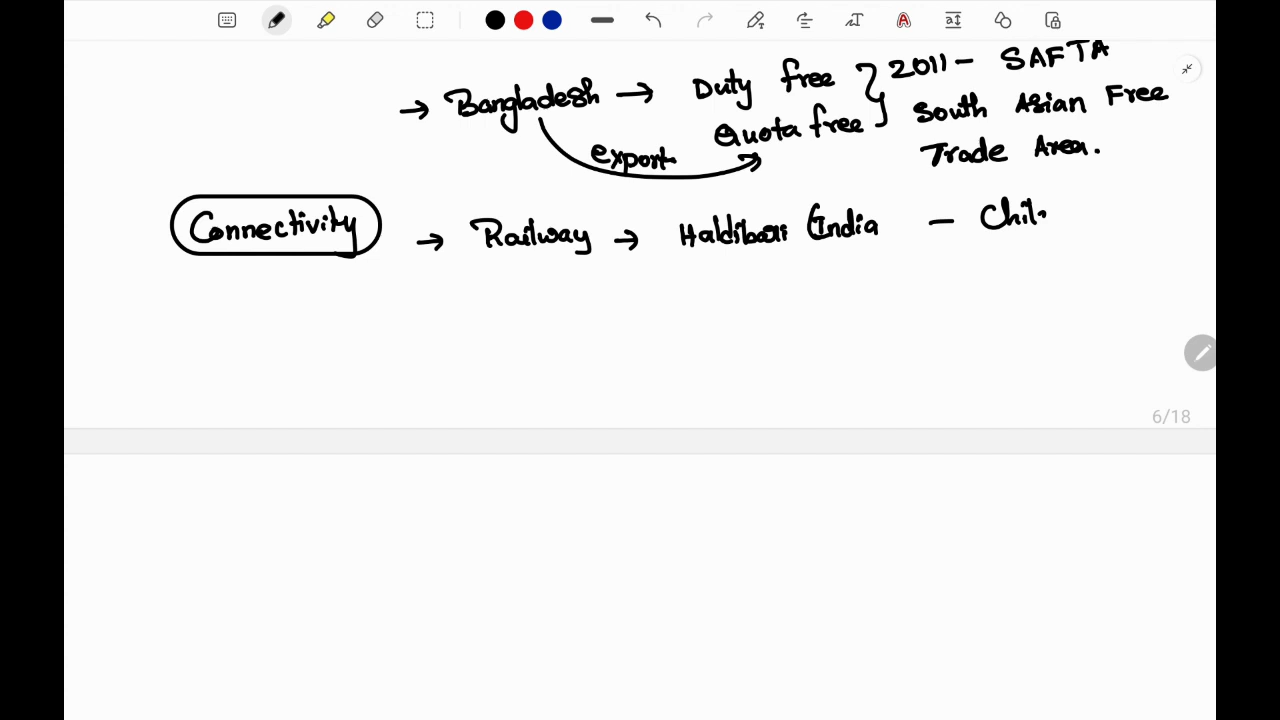 → Bangladesh → Duty free } 2011 - SAFTA
Quota free South Asian Free
export Trade Area.
Connectivity → Railway → Haldibari (India - Chil
6/18